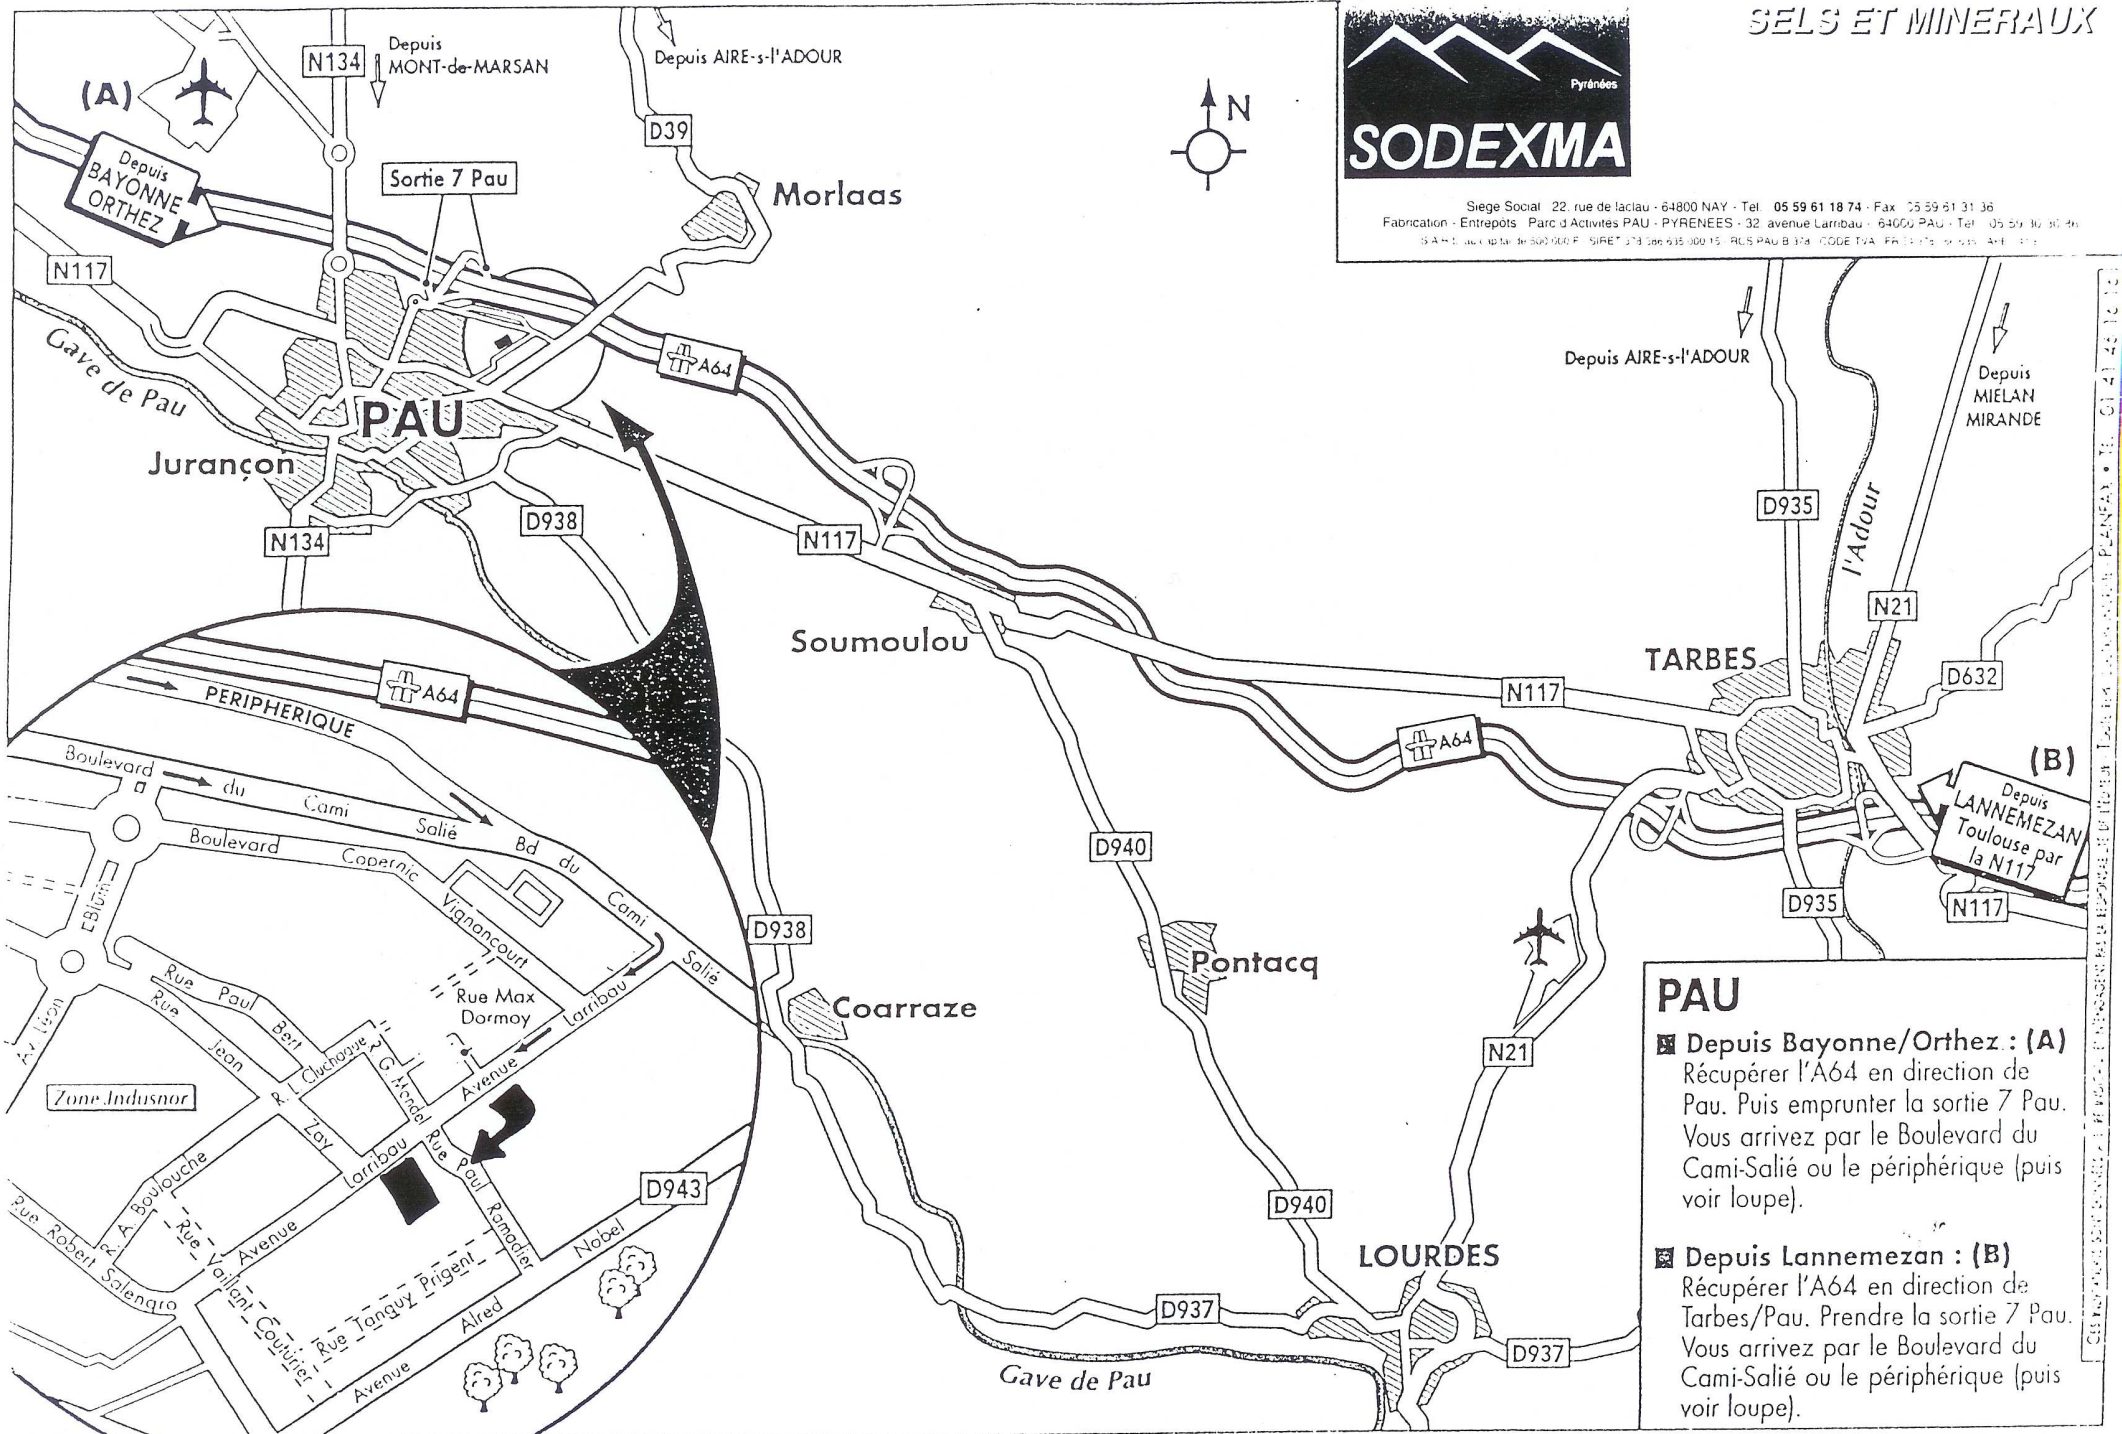 SELS ET MINERAUX
Pyrénées
SODEXMA
Siège Social 22, rue de laclau - 64800 NAY - Tel. 05 59 61 18 74 - Fax 05 59 61 31 36
Fabrication - Entrepôts Parc d'Activités PAU - PYRENEES - 32, avenue Larribau - 64000 PAU - Tel
N134
Depuis
MONT-de-MARSAN
Depuis AIRE-s-l'ADOUR
(A)
D39
N
Depuis
BAYONNE
ORTHEZ
Sortie 7 Pau
Morlaas
N117
Gave de Pau
A64
PAU
Jurançon
N134
D938
N117
Soumoulou
Depuis AIRE-s-l'ADOUR
Depuis
MIELAN
MIRANDE
D935
l'Adour
N21
TARBES
D632
N117
A64
(B)
Depuis
LANNEMEZAN
Toulouse par
la N117
D935
N117
D940
Pontacq
D938
Coarraze
N21
D940
LOURDES
D937
D937
Gave de Pau
A64
PERIPHERIQUE
Boulevard du Cami Salié
Bd du Cami Salié
Boulevard Copernic
Vignancourt
Blum
Av. Léon
Rue Paul Bert
Rue Jean Zay
Rue Max
Dormoy
Avenue Larribau
R. L. Cluchague
R. G. Mandel
Zone Indusnor
Rue Paul Ramadier
R. A. Boulouche
Avenue Larribau
D943
Rue Robert Salengro
Rue Vaillant Couturier
Rue Tanguy Prigent
Avenue Alred Nobel
PAU
Depuis Bayonne/Orthez : (A)
Récupérer l'A64 en direction de
Pau. Puis emprunter la sortie 7 Pau.
Vous arrivez par le Boulevard du
Cami-Salié ou le périphérique (puis
voir loupe).
Depuis Lannemezan : (B)
Récupérer l'A64 en direction de
Tarbes/Pau. Prendre la sortie 7 Pau.
Vous arrivez par le Boulevard du
Cami-Salié ou le périphérique (puis
voir loupe).